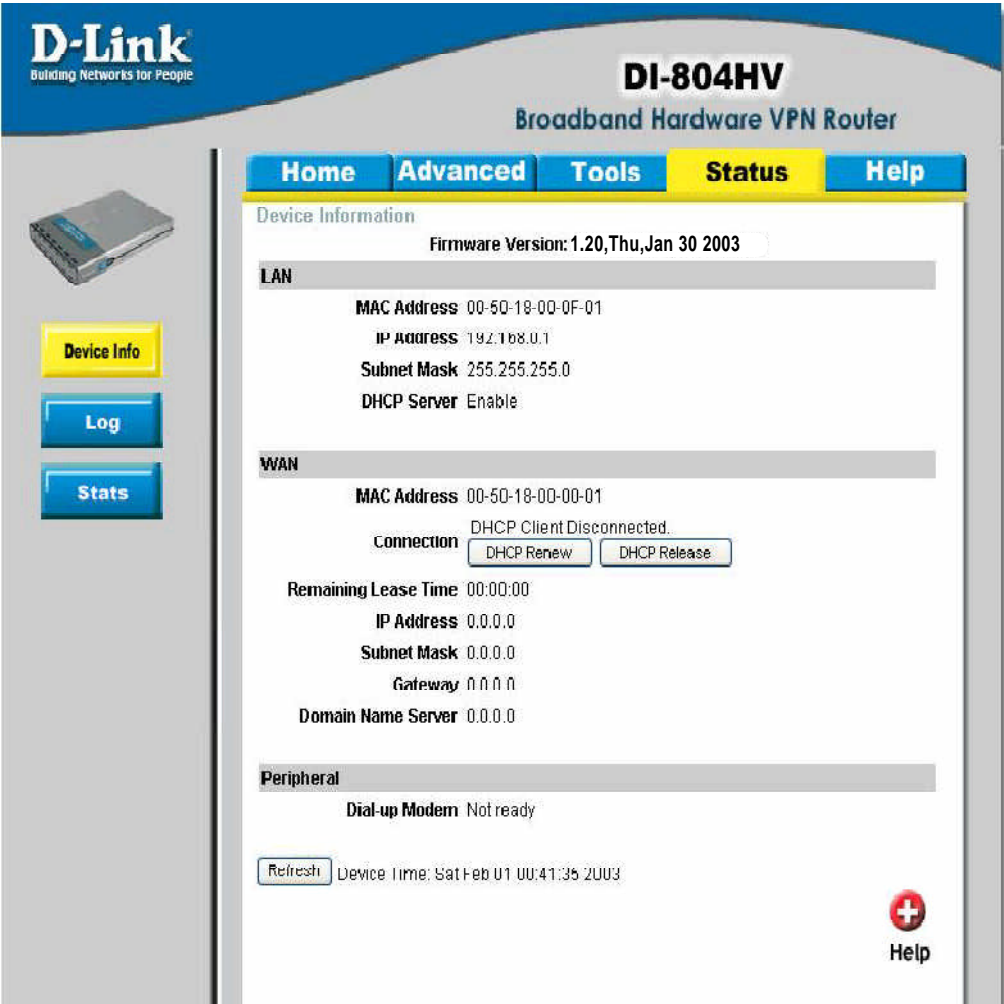 D-Link
Building Networks for People
DI-804HV
Broadband Hardware VPN Router
Home Advanced Tools Status Help
Device Info
Log
Stats
Device Information
Firmware Version: 1.20,Thu,Jan 30 2003
LAN
MAC Address 00-50-18-00-0F-01
IP Address 192.168.0.1
Subnet Mask 255.255.255.0
DHCP Server Enable
WAN
MAC Address 00-50-18-00-00-01
Connection DHCP Client Disconnected.
DHCP Renew DHCP Release
Remaining Lease Time 00:00:00
IP Address 0.0.0.0
Subnet Mask 0.0.0.0
Gateway 0.0.0.0
Domain Name Server 0.0.0.0
Peripheral
Dial-up Modem Not ready
Refresh Device Time: Sat Feb 01 00:41:35 2003
Help